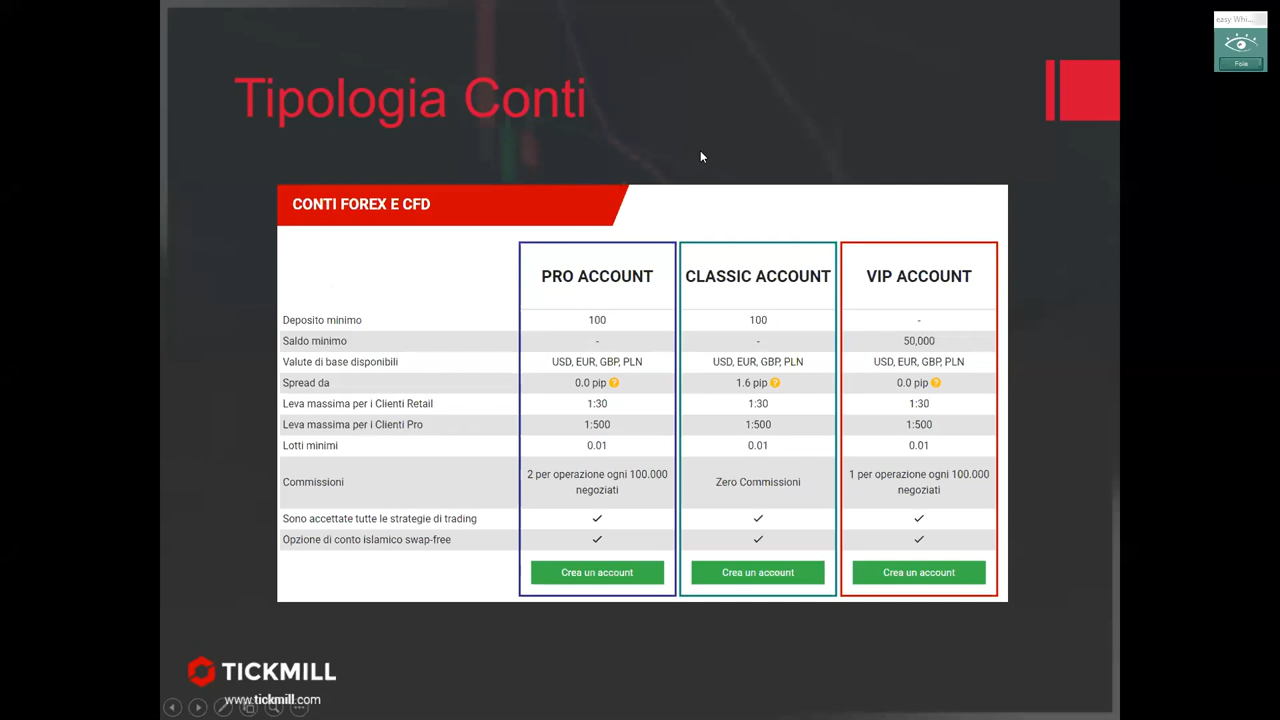 easy Whi...
Folie
Tipologia Conti
CONTI FOREX E CFD
PRO ACCOUNT CLASSIC ACCOUNT VIP ACCOUNT
Deposito minimo 100 100 -
Saldo minimo - - 50,000
Valute di base disponibili USD, EUR, GBP, PLN USD, EUR, GBP, PLN USD, EUR, GBP, PLN
Spread da 0.0 pip ? 1.6 pip ? 0.0 pip ?
Leva massima per i Clienti Retail 1:30 1:30 1:30
Leva massima per i Clienti Pro 1:500 1:500 1:500
Lotti minimi 0.01 0.01 0.01
Commissioni 2 per operazione ogni 100.000 negoziati Zero Commissioni 1 per operazione ogni 100.000 negoziati
Sono accettate tutte le strategie di trading ✓ ✓ ✓
Opzione di conto islamico swap-free ✓ ✓ ✓
Crea un account Crea un account Crea un account
TICKMILL
www.tickmill.com